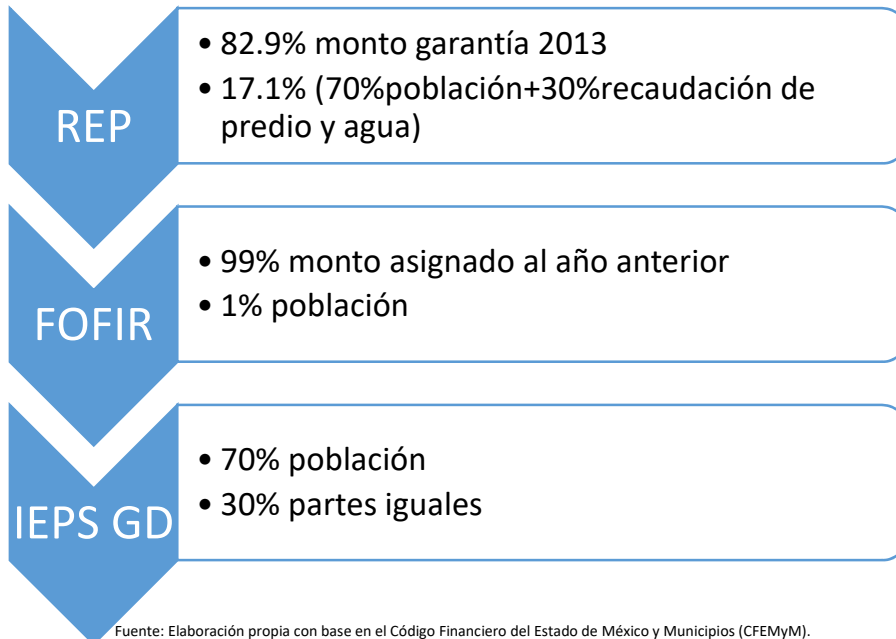 REP
• 82.9% monto garantía 2013
• 17.1% (70%población+30%recaudación de
predio y agua)
FOFIR
• 99% monto asignado al año anterior
• 1% población
IEPS GD
• 70% población
• 30% partes iguales
Fuente: Elaboración propia con base en el Código Financiero del Estado de México y Municipios (CFEMyM).